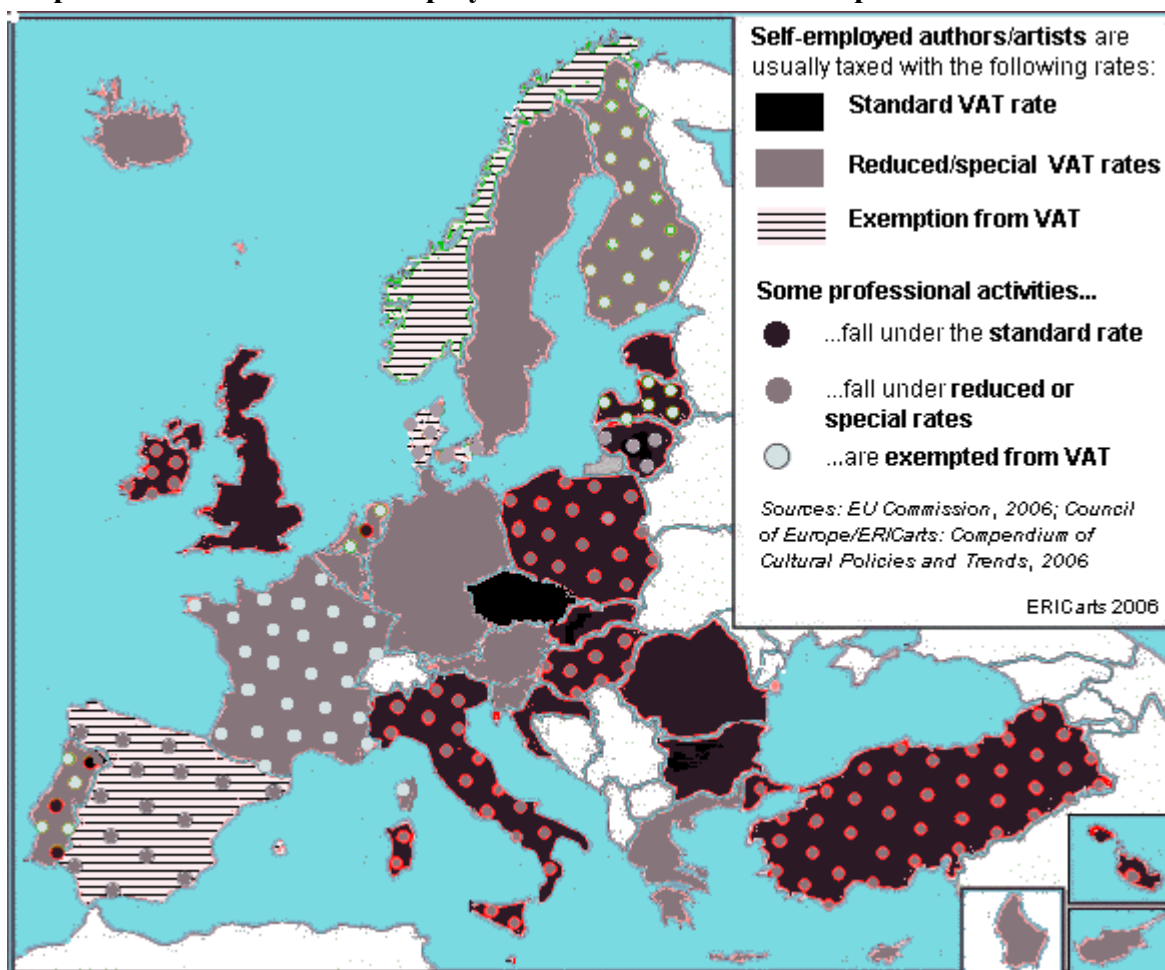 Self-employed authors/artists are
usually taxed with the following rates:
Standard VAT rate
Reduced/special VAT rates
Exemption from VAT
Some professional activities...
...fall under the standard rate
...fall under reduced or
special rates
...are exempted from VAT
Sources: EU Commission, 2006; Council
of Europe/ERICarts: Compendium of
Cultural Policies and Trends, 2006
ERICarts 2006